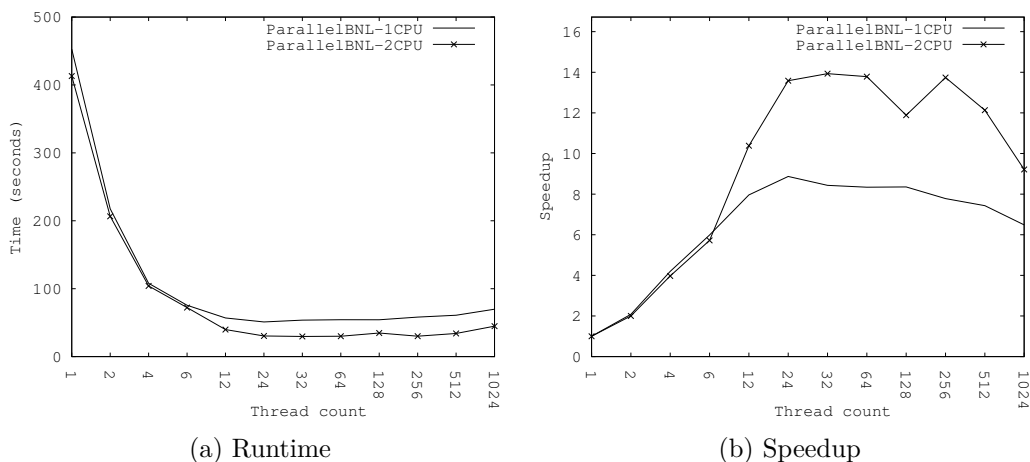 500
400
300
200
100
0
Time (seconds)
ParallelBNL-1CPU
ParallelBNL-2CPU
1 2 4 6 12 24 32 64 128 256 512 1024
Thread count
(a) Runtime
16
14
12
10
8
6
4
2
0
Speedup
ParallelBNL-1CPU
ParallelBNL-2CPU
1 2 4 6 12 24 32 64 128 256 512 1024
Thread count
(b) Speedup